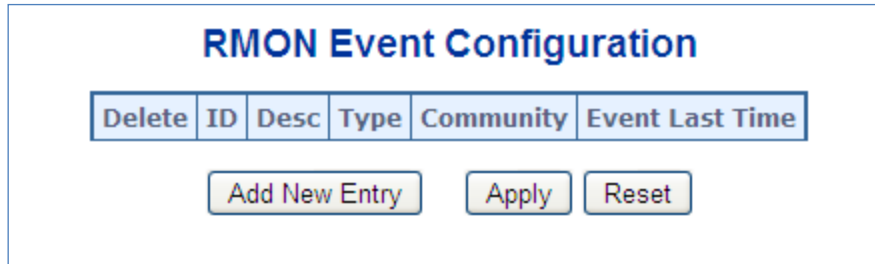 RMON Event Configuration
Delete ID Desc Type Community Event Last Time
Add New Entry Apply Reset